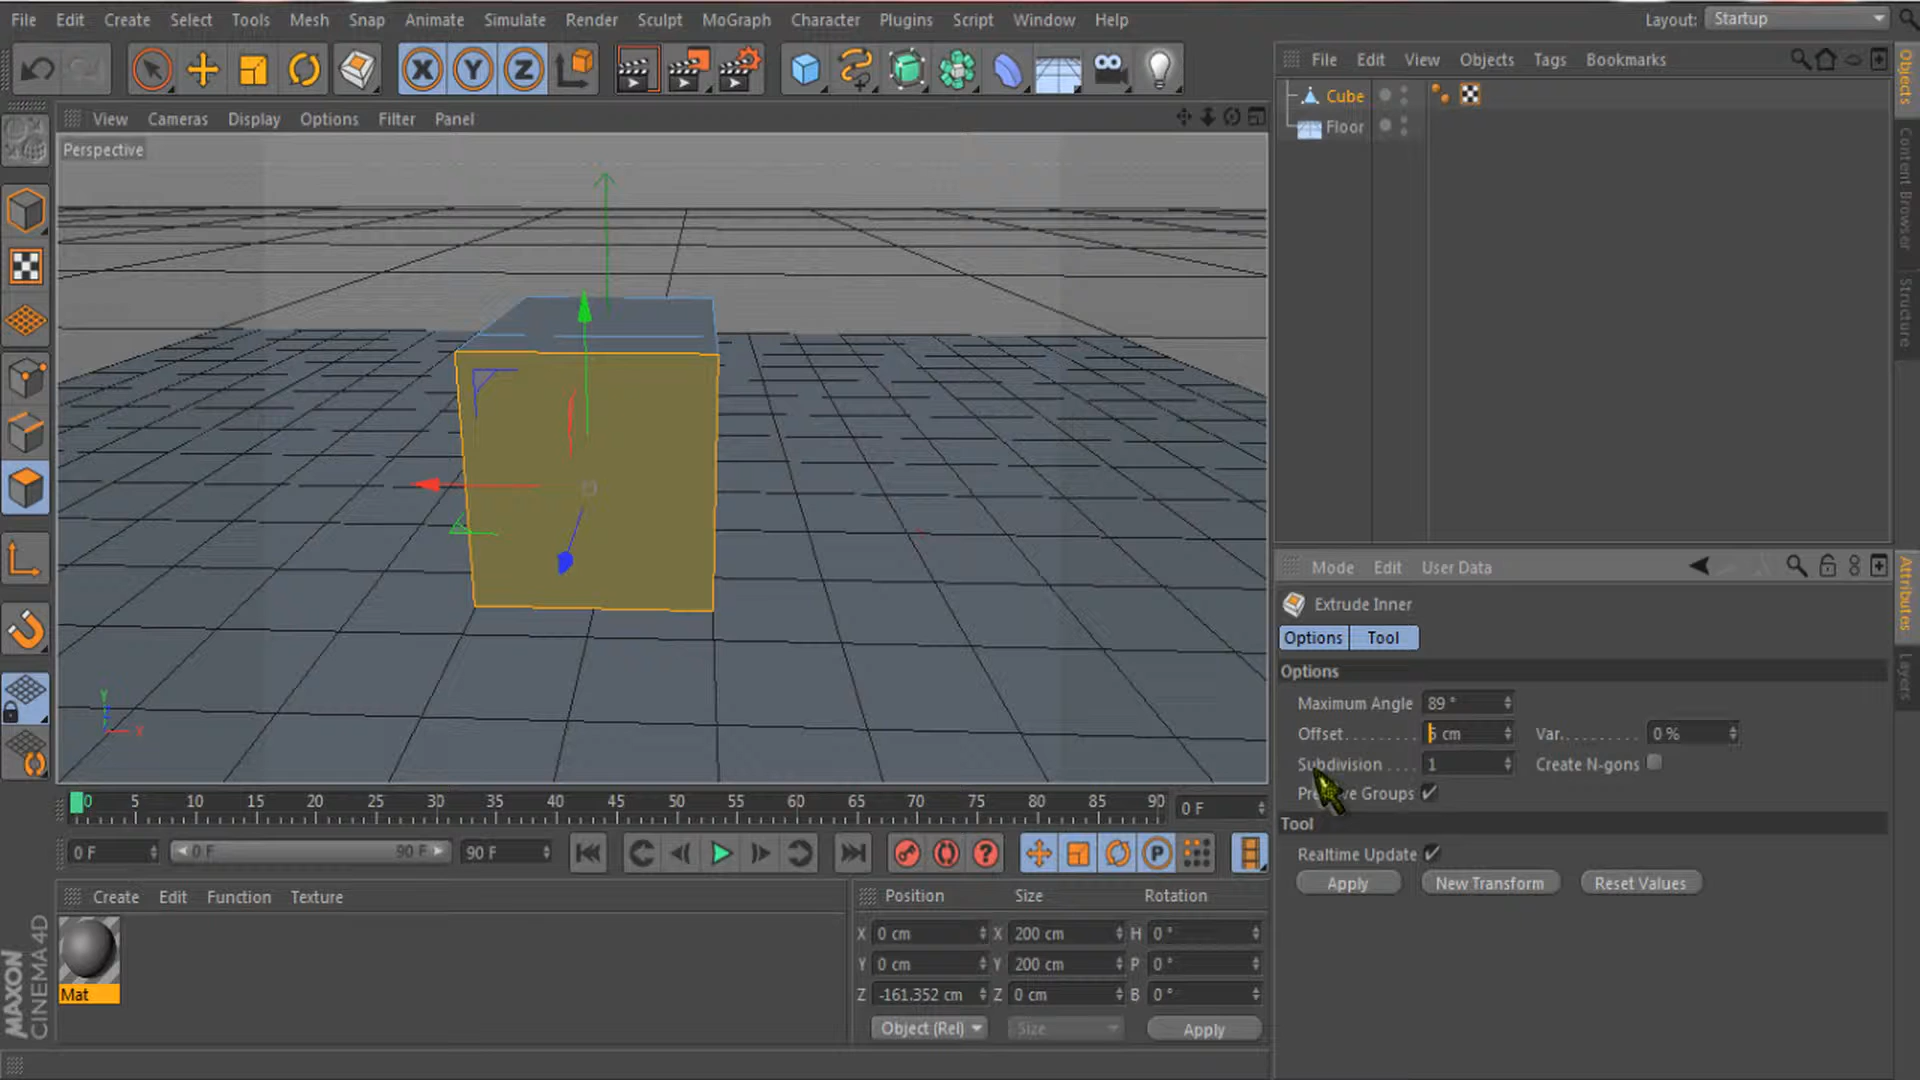 File Edit Create Select Tools Mesh Snap Animate Simulate Render Sculpt MoGraph Character Plugins Script Window Help Layout: Startup
X Y Z
File Edit View Objects Tags Bookmarks
Cube
Floor
Objects
Content Browser
Structure
View Cameras Display Options Filter Panel
Perspective
Y
X
Mode Edit User Data
Extrude Inner
Options Tool
Options
Maximum Angle 89 °
Offset........ 5 cm Var......... 0 %
Subdivision .... 1 Create N-gons
Groups
Tool
Realtime Update
Apply New Transform Reset Values
Attributes
Layers
0 5 10 15 20 25 30 35 40 45 50 55 60 65 70 75 80 85 90 0 F
0 F 0 F 90 F 90 F
P
Create Edit Function Texture
Mat
Position Size Rotation
X 0 cm X 200 cm H 0 °
Y 0 cm Y 200 cm P 0 °
Z -161.352 cm Z 0 cm B 0 °
Object (Rel) Size Apply
MAXON
CINEMA 4D